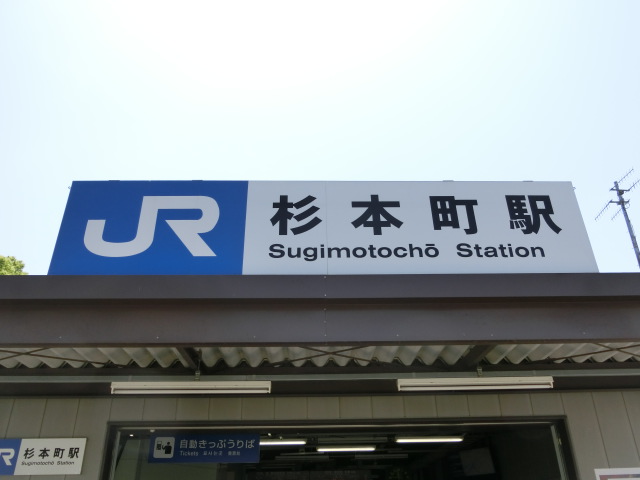 JR 杉本町駅
Sugimotochō Station
自動きっぷうりば
Tickets
杉本町駅
Sugimotochō Station